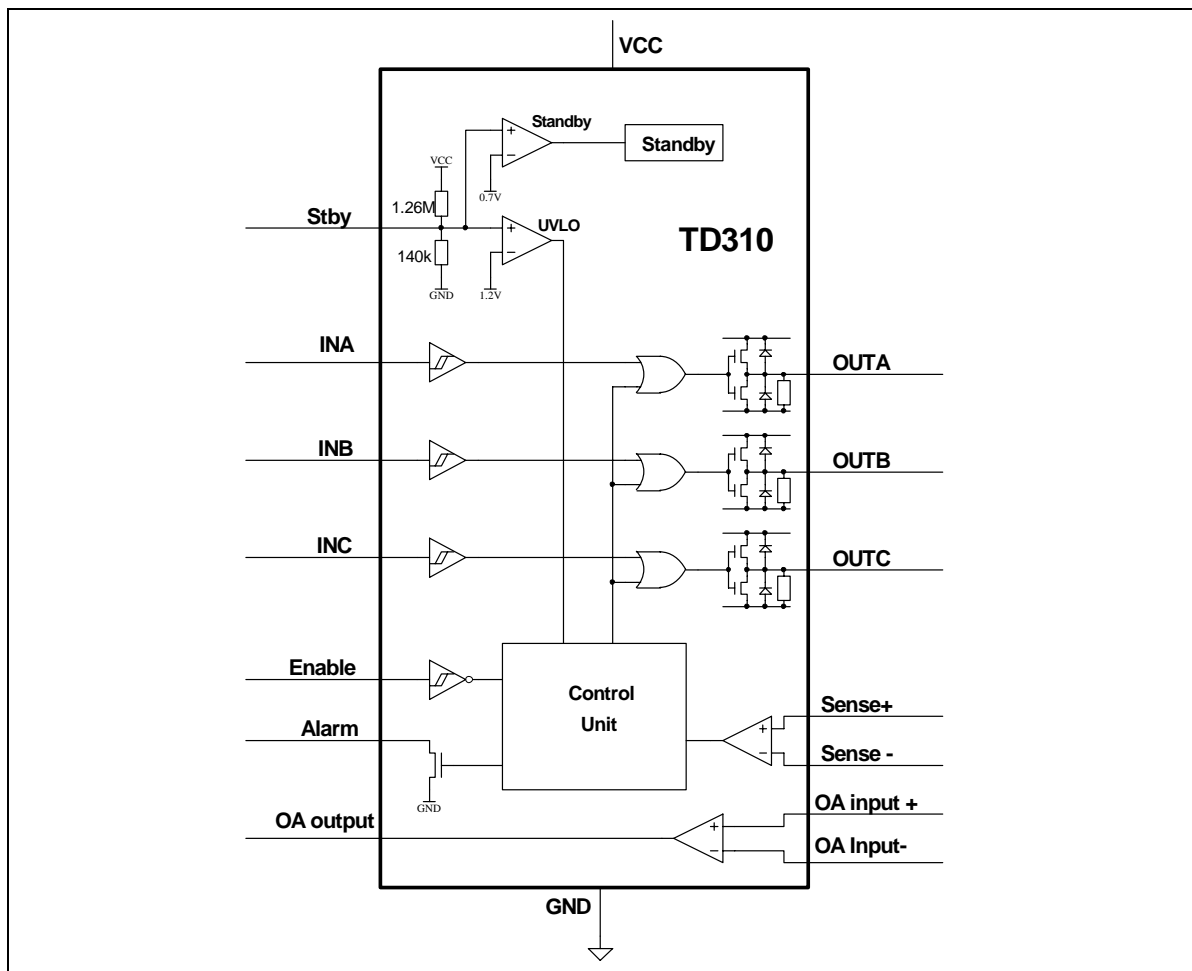 VCC
Standby
Standby
VCC
1.26M
0.7V
Stby
UVLO
TD310
140k
GND
1.2V
INA
OUTA
INB
OUTB
INC
OUTC
Enable
Control
Unit
Sense+
Alarm
Sense -
GND
OA input +
OA output
OA Input-
GND